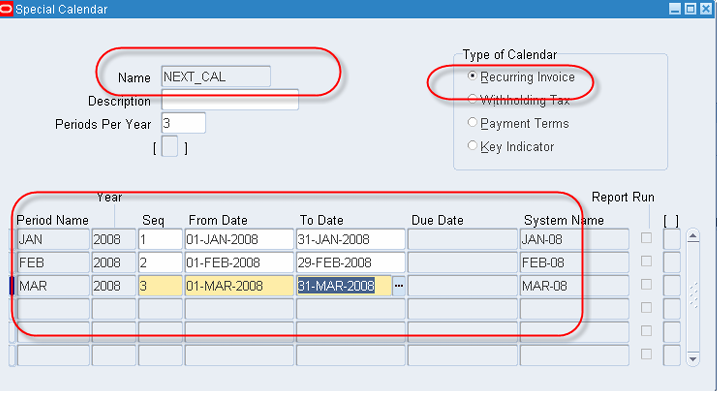 Special Calendar
Type of Calendar
Name NEXT_CAL
Recurring Invoice
Description
Withholding Tax
Periods Per Year 3
Payment Terms
[ ]
Key Indicator
Year
Report Run
Period Name Seq From Date To Date Due Date System Name [ ]
JAN 2008 1 01-JAN-2008 31-JAN-2008 JAN-08
FEB 2008 2 01-FEB-2008 29-FEB-2008 FEB-08
MAR 2008 3 01-MAR-2008 31-MAR-2008 ... MAR-08